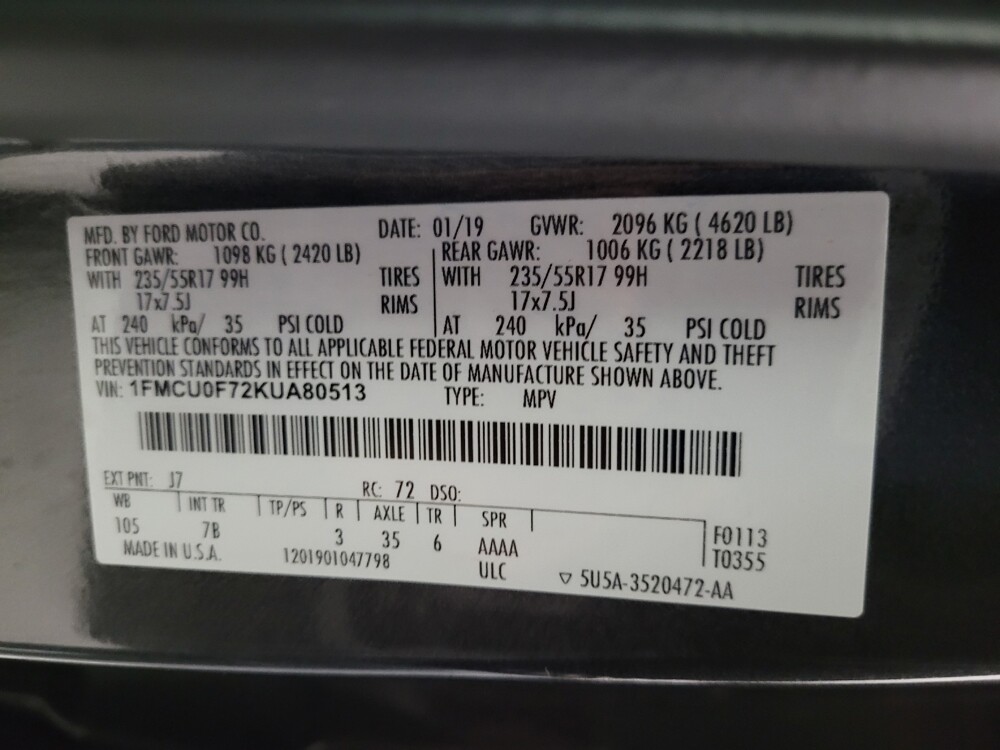 MFD. BY FORD MOTOR CO. DATE: 01/19 GVWR: 2096 KG ( 4620 LB)
FRONT GAWR: 1098 KG ( 2420 LB) REAR GAWR: 1006 KG ( 2218 LB)
WITH 235/55R17 99H TIRES WITH 235/55R17 99H TIRES
17x7.5J RIMS 17x7.5J RIMS
AT 240 kPa/ 35 PSI COLD AT 240 kPa/ 35 PSI COLD
THIS VEHICLE CONFORMS TO ALL APPLICABLE FEDERAL MOTOR VEHICLE SAFETY AND THEFT
PREVENTION STANDARDS IN EFFECT ON THE DATE OF MANUFACTURE SHOWN ABOVE.
VIN: 1FMCU0F72KUA80513 TYPE: MPV
EXT PNT: J7 RC: 72 DSO:
WB INT TR TP/PS R AXLE TR SPR
105 7B 3 35 6 AAAA F0113
MADE IN U.S.A. 1201901047798 ULC T0355
▽ 5U5A-3520472-AA